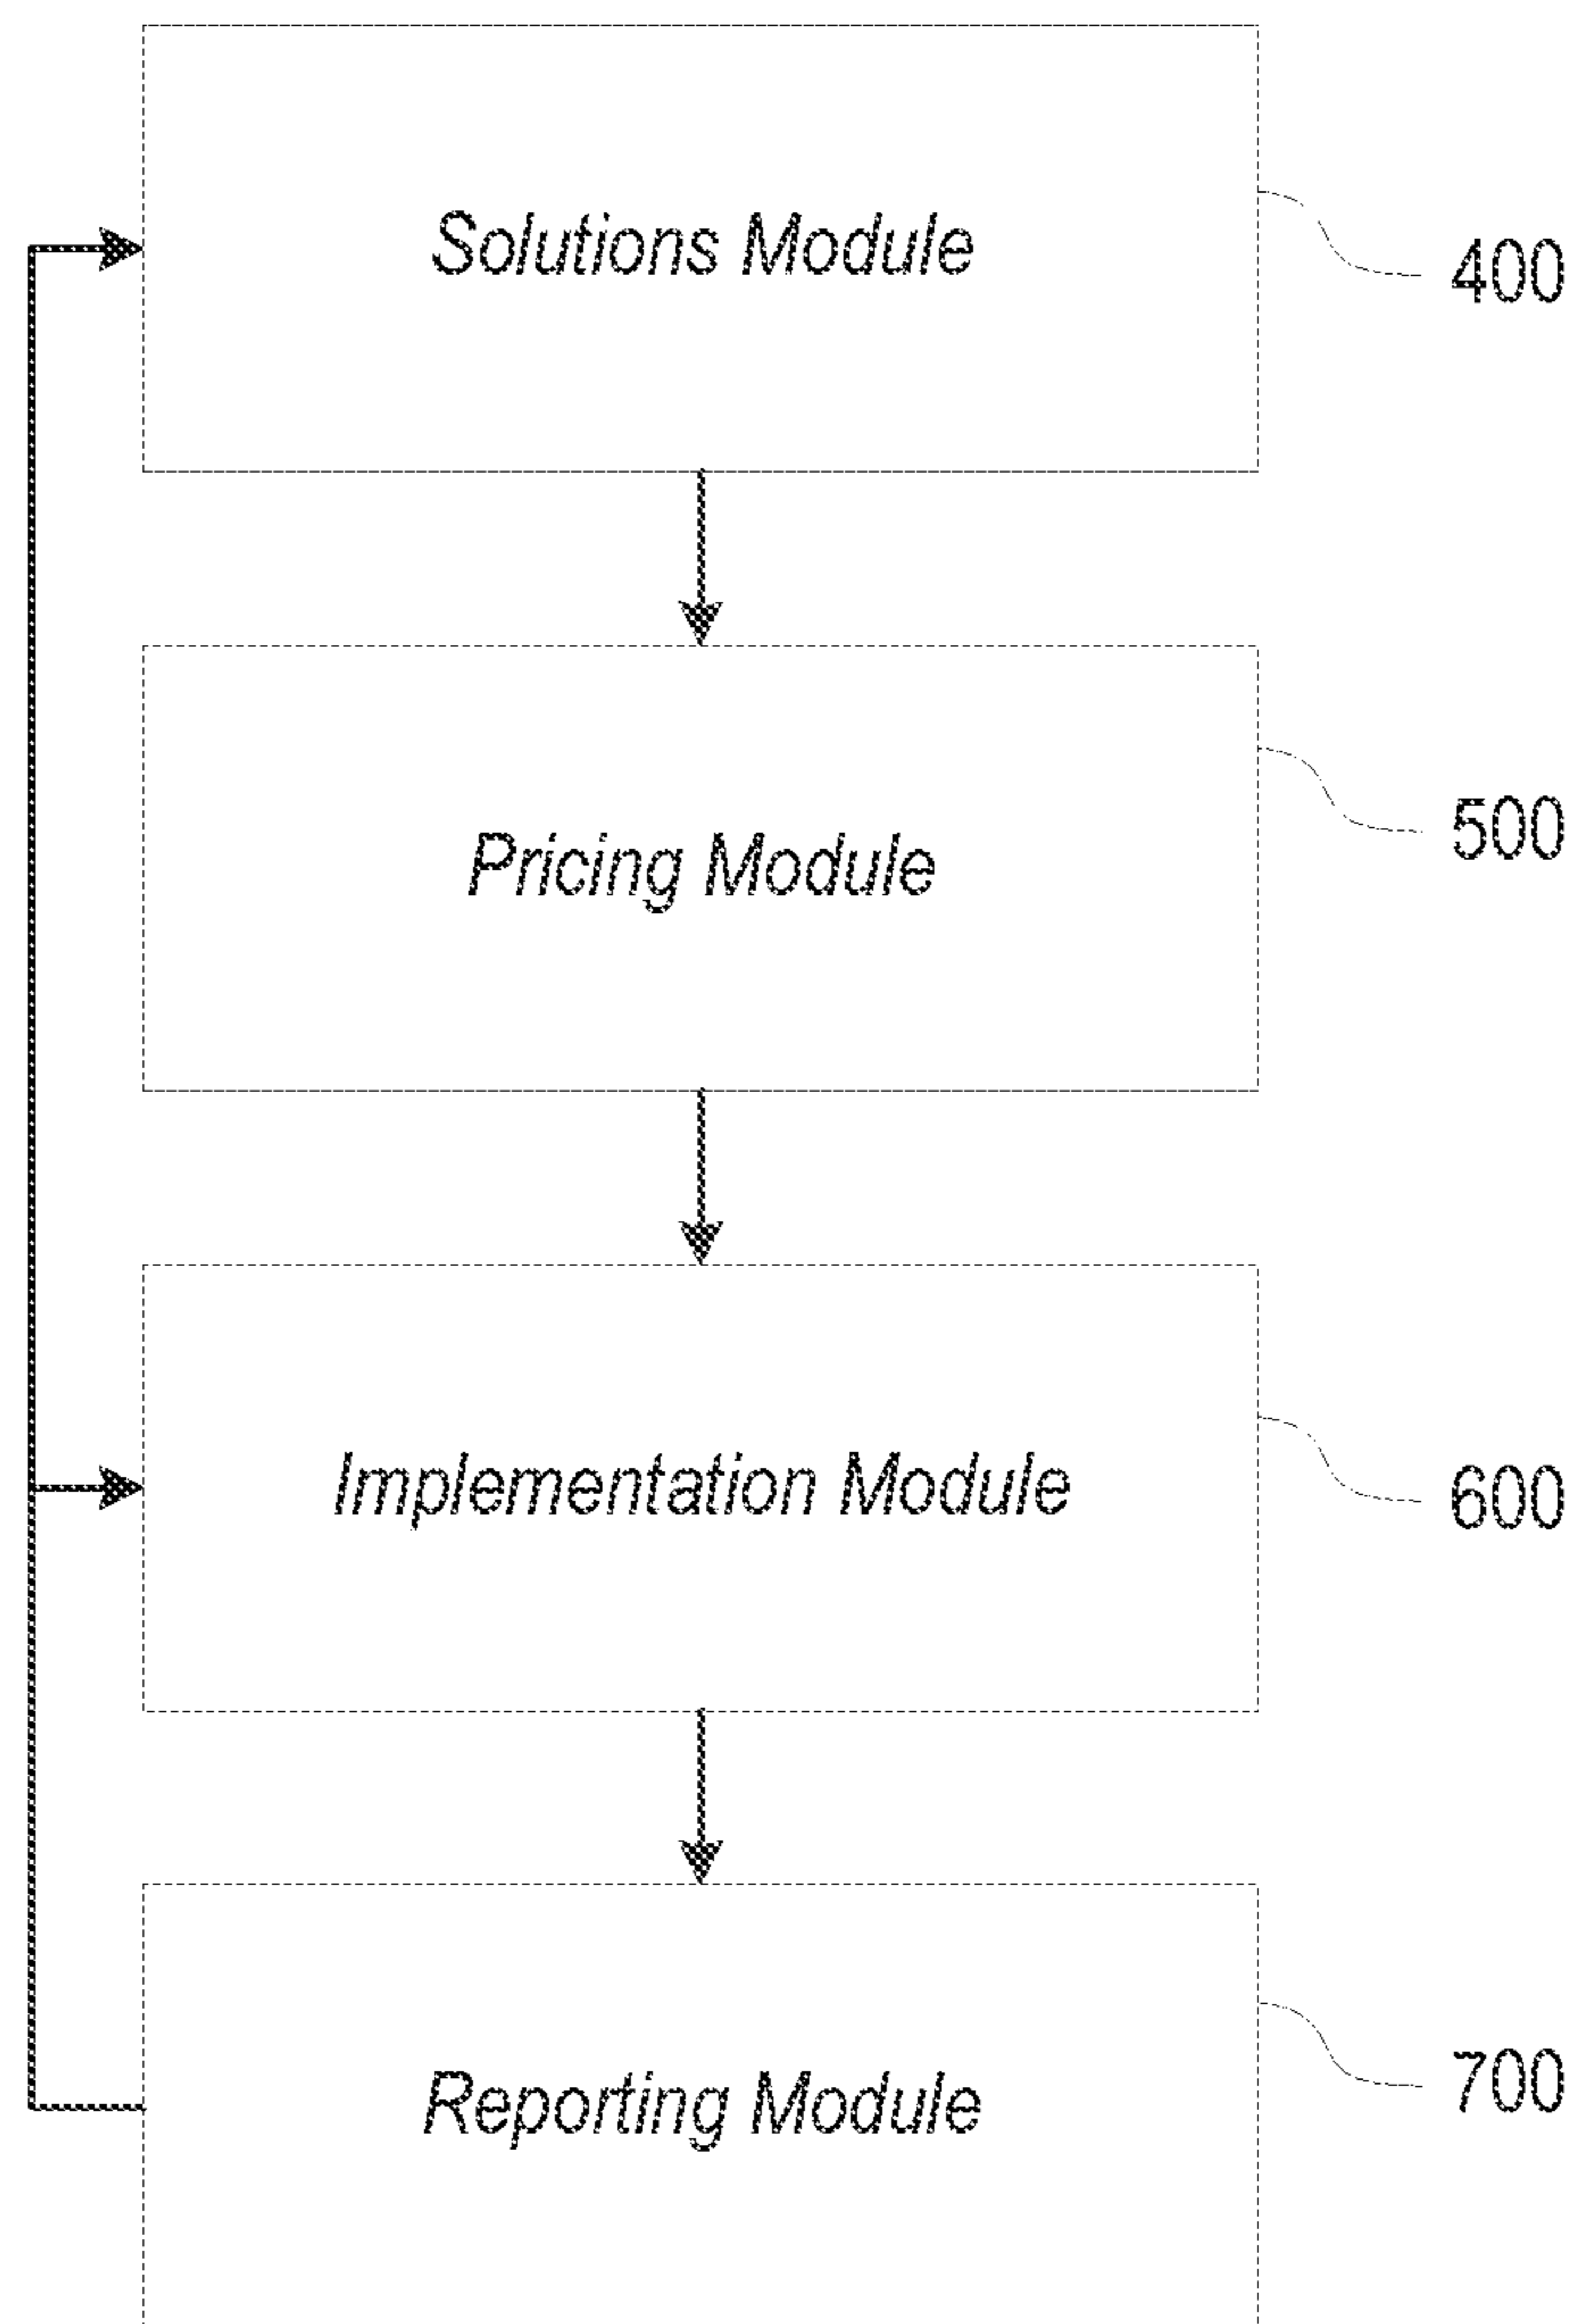 Solutions Module
400
Pricing Module
500
Implementation Module
600
Reporting Module
700